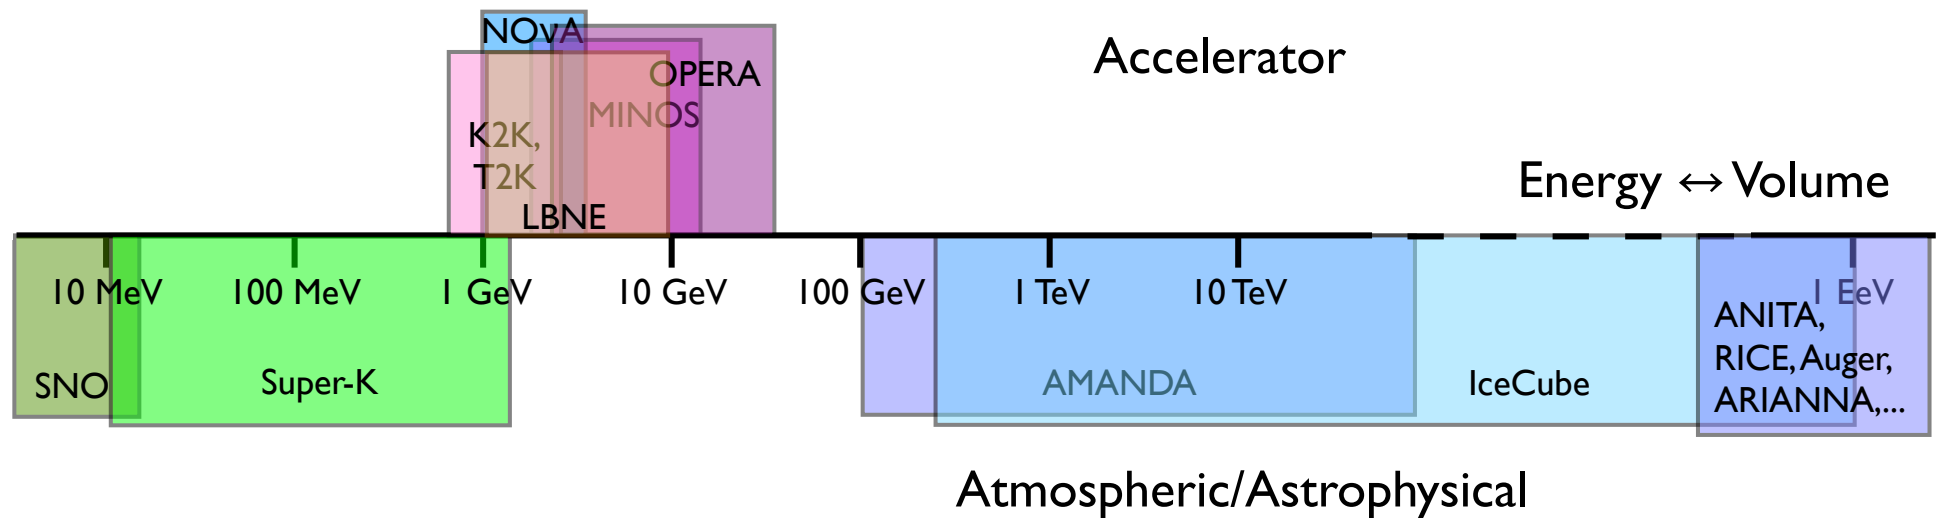 NOνA
Accelerator
OPERA
MINOS
K2K,
T2K
LBNE
Energy ↔ Volume
10 MeV 100 MeV 1 GeV 10 GeV 100 GeV 1 TeV 10 TeV 1 EeV
ANITA,
RICE, Auger,
ARIANNA,...
SNO Super-K AMANDA IceCube
Atmospheric/Astrophysical